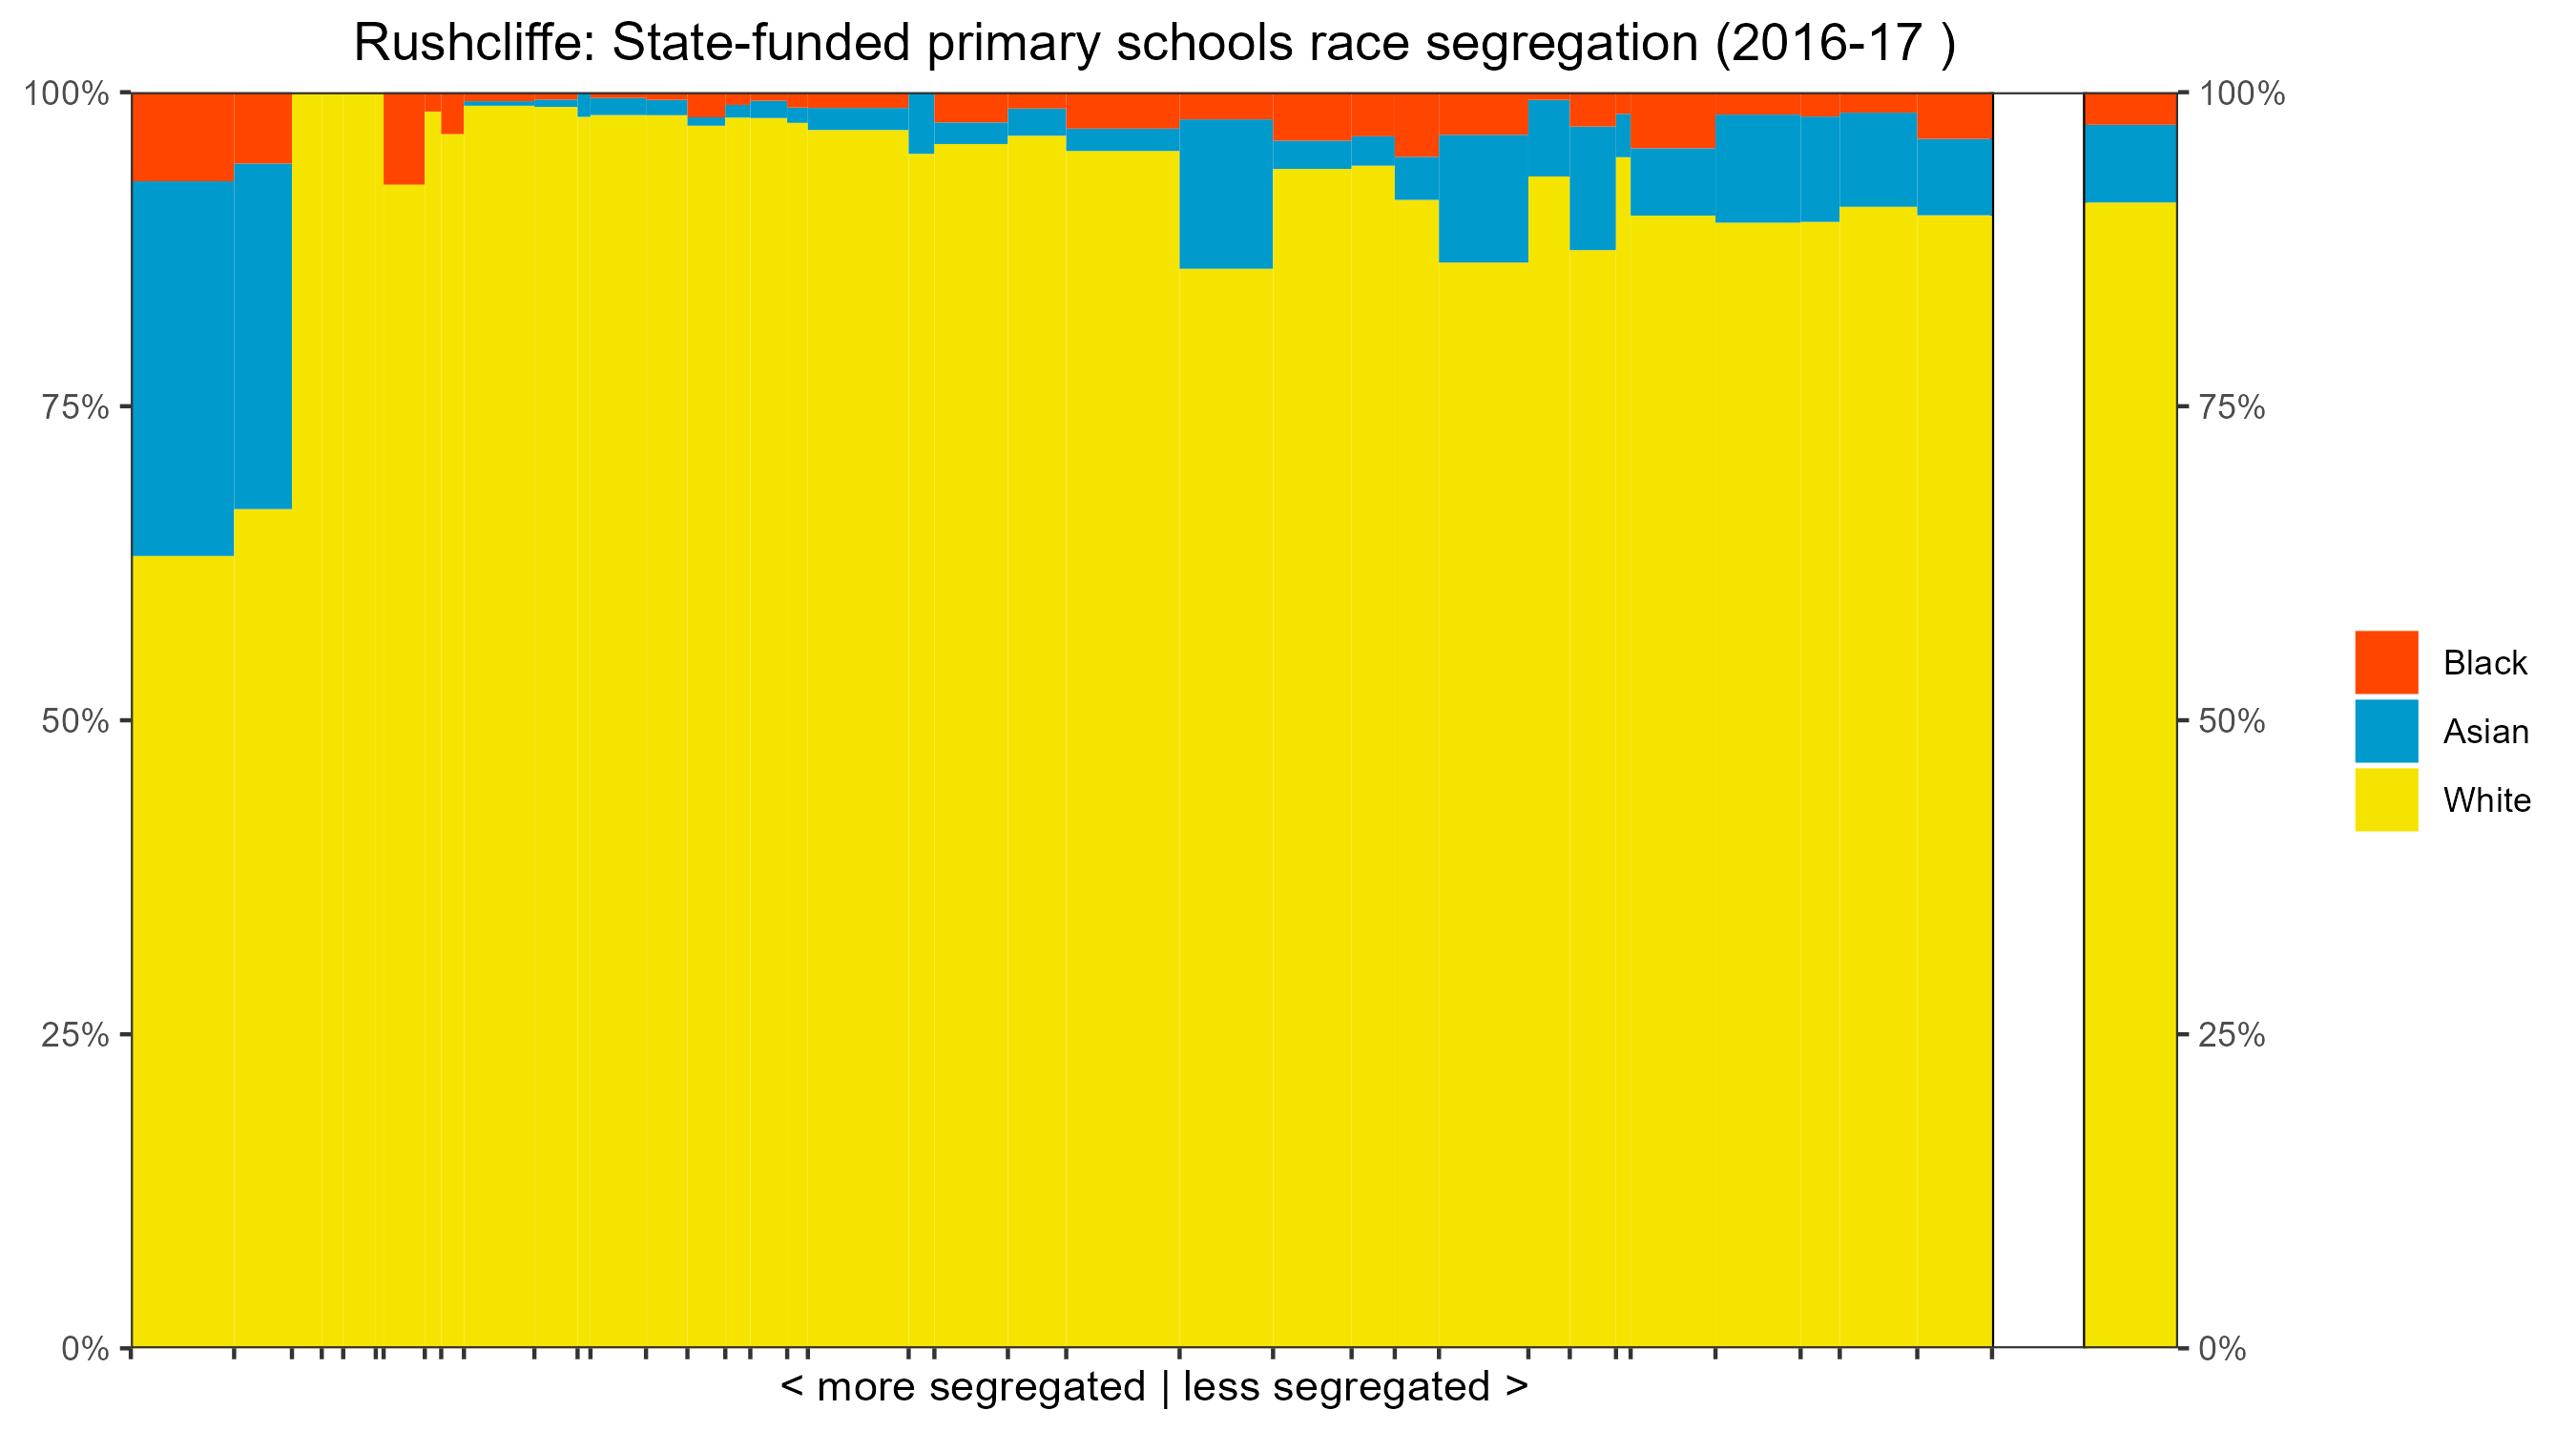 Rushcliffe: State-funded primary schools race segregation (2016-17 )
100%
75%
50%
25%
0%
100%
75%
50%
25%
0%
Black
Asian
White
< more segregated | less segregated >